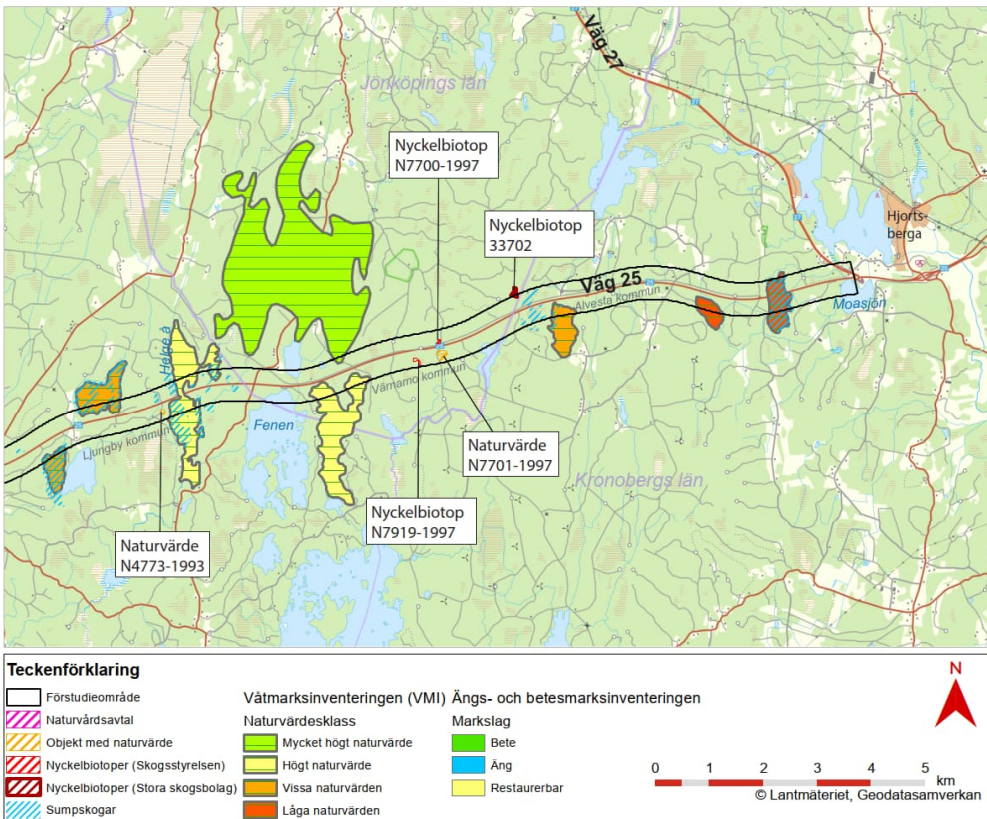 Väg 27
Jönköpings län
Nyckelbiotop
N7700-1997
Nyckelbiotop
33702
Hjorts-
berga
Väg 25
Alvesta kommun
Moasjön
Helge å
Värnamo kommun
Fenen
Ljungby kommun
Naturvärde
N7701-1997
Kronobergs län
Nyckelbiotop
N7919-1997
Naturvärde
N4773-1993
Teckenförklaring
Förstudieområde
Naturvårdsavtal
Objekt med naturvärde
Nyckelbiotoper (Skogsstyrelsen)
Nyckelbiotoper (Stora skogsbolag)
Sumpskogar
Våtmarksinventeringen (VMI)
Naturvärdesklass
Mycket högt naturvärde
Högt naturvärde
Vissa naturvärden
Låga naturvärden
Ängs- och betesmarksinventeringen
Markslag
Bete
Äng
Restaurerbar
N
0 1 2 3 4 5
km
© Lantmäteriet, Geodatasamverkan